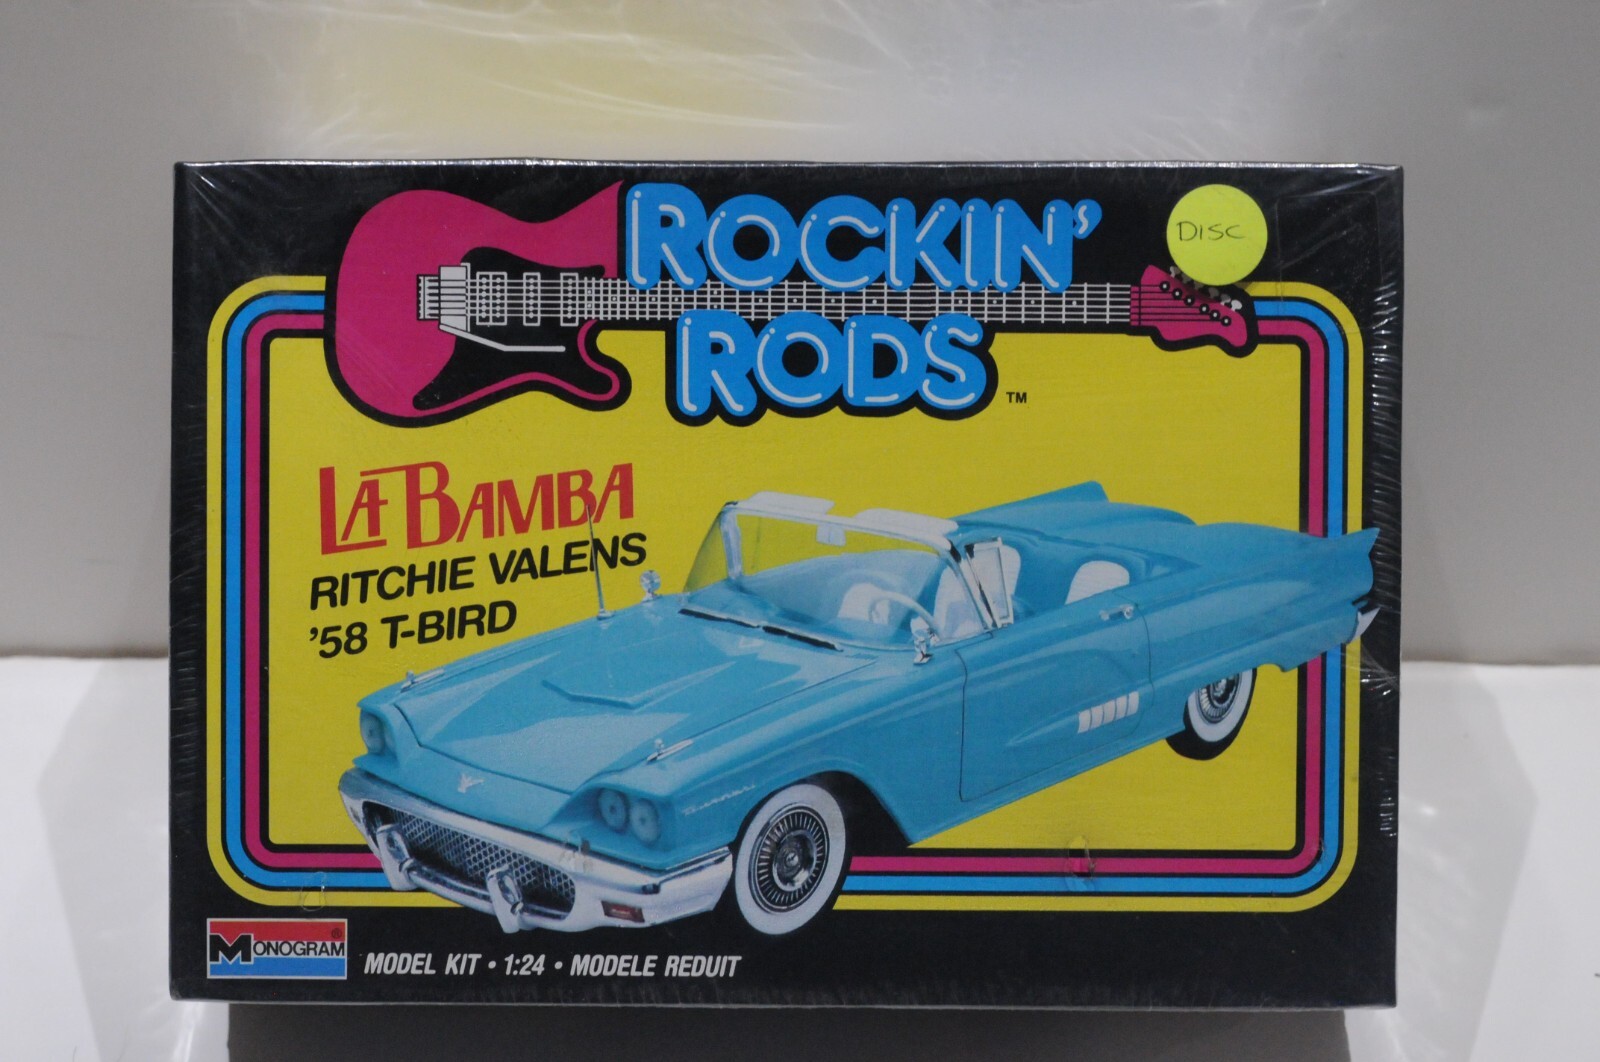 ROCKIN'
RODS ™
DISC
LA BAMBA
RITCHIE VALENS
'58 T-BIRD
MONOGRAM®
MODEL KIT • 1:24 • MODELE REDUIT